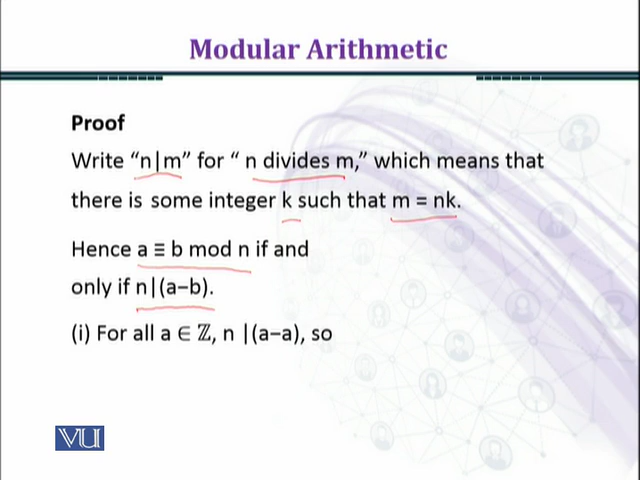 Modular Arithmetic
Proof
Write “n|m” for “ n divides m,” which means that
there is some integer k such that m = nk.
Hence a ≡ b mod n if and
only if n|(a−b).
(i) For all a ∈ ℤ, n |(a−a), so
VU